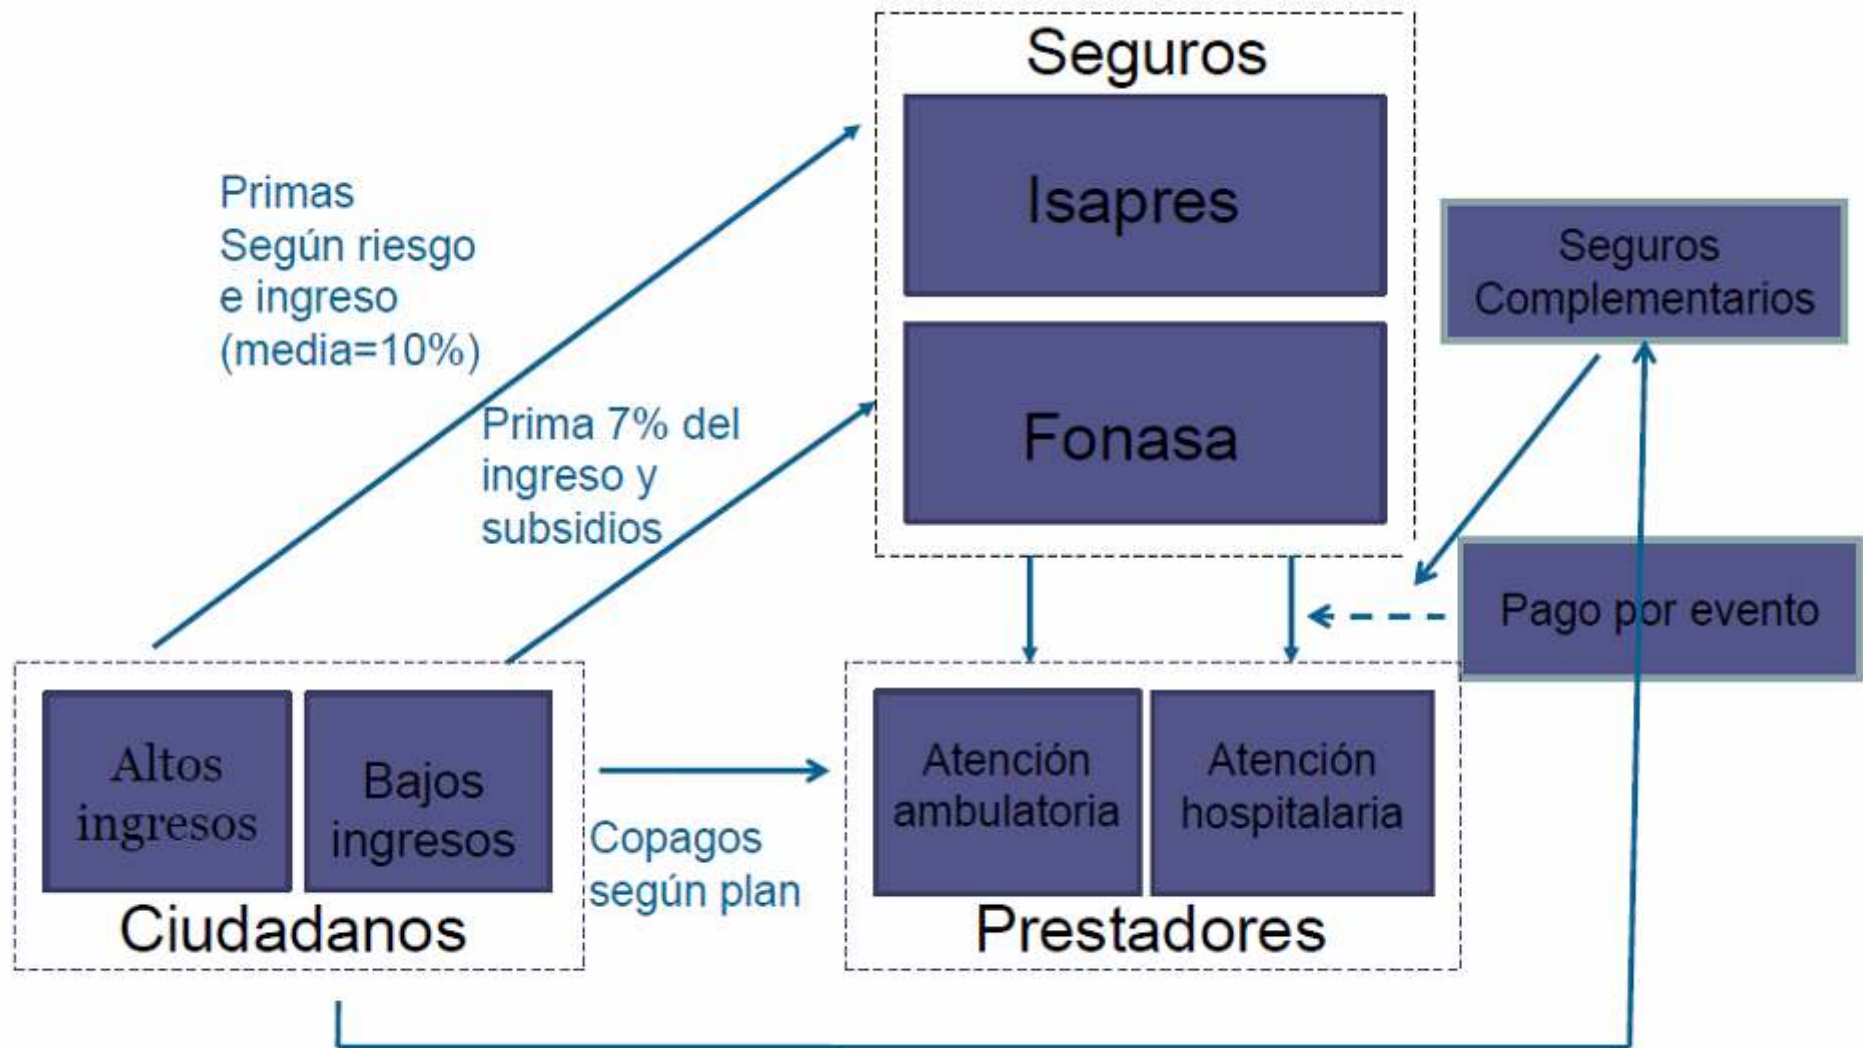 Seguros
Isapres
Fonasa
Primas
Según riesgo
e ingreso
(media=10%)
Prima 7% del
ingreso y
subsidios
Seguros
Complementarios
Pago por evento
Altos
ingresos
Bajos
ingresos
Ciudadanos
Copagos
según plan
Atención
ambulatoria
Atención
hospitalaria
Prestadores